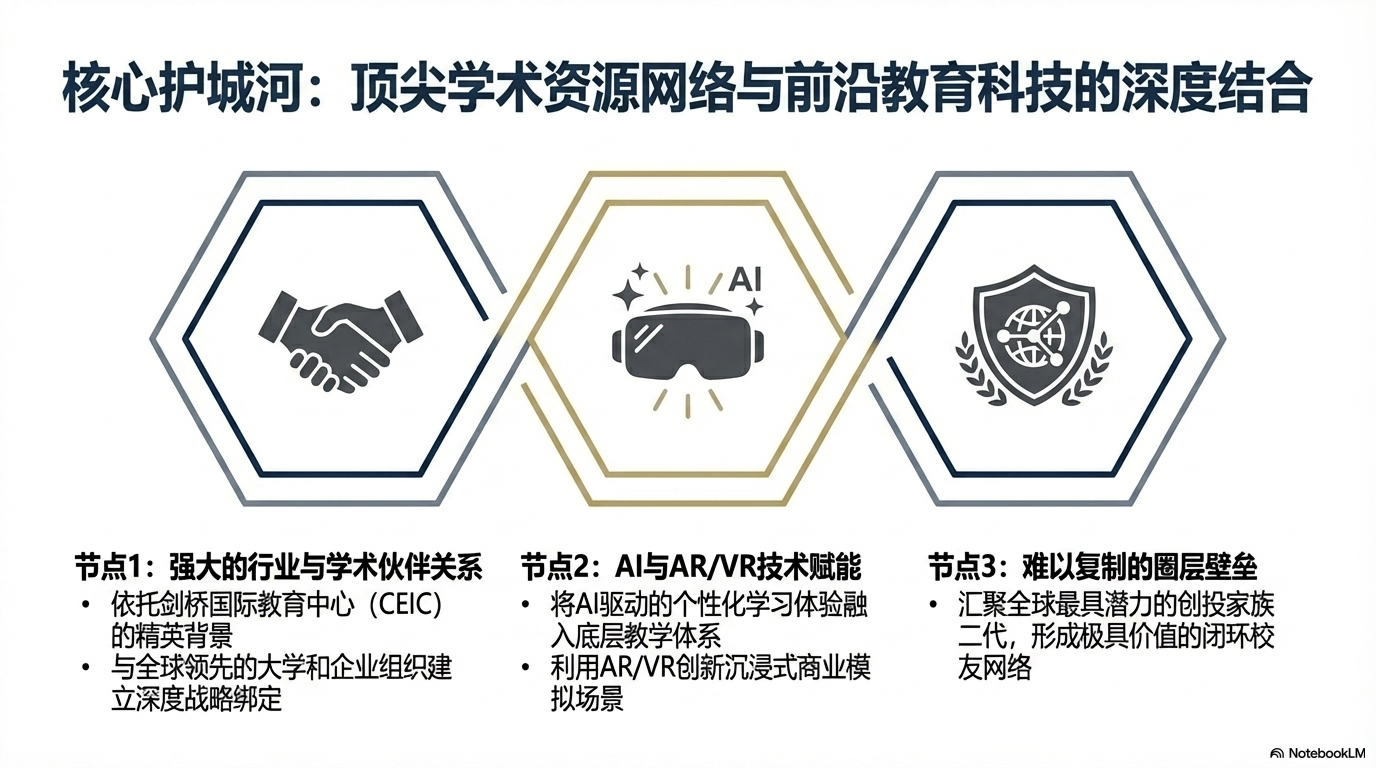 核心护城河：顶尖学术资源网络与前沿教育科技的深度结合
AI
节点1：强大的行业与学术伙伴关系
• 依托剑桥国际教育中心（CEIC）
的精英背景
• 与全球领先的大学和企业组织建
立深度战略绑定
节点2：AI与AR/VR技术赋能
• 将AI驱动的个性化学习体验融
入底层教学体系
• 利用AR/VR创新沉浸式商业模
拟场景
节点3：难以复制的圈层壁垒
• 汇聚全球最具潜力的创投家族
二代，形成极具价值的闭环校
友网络
NotebookLM